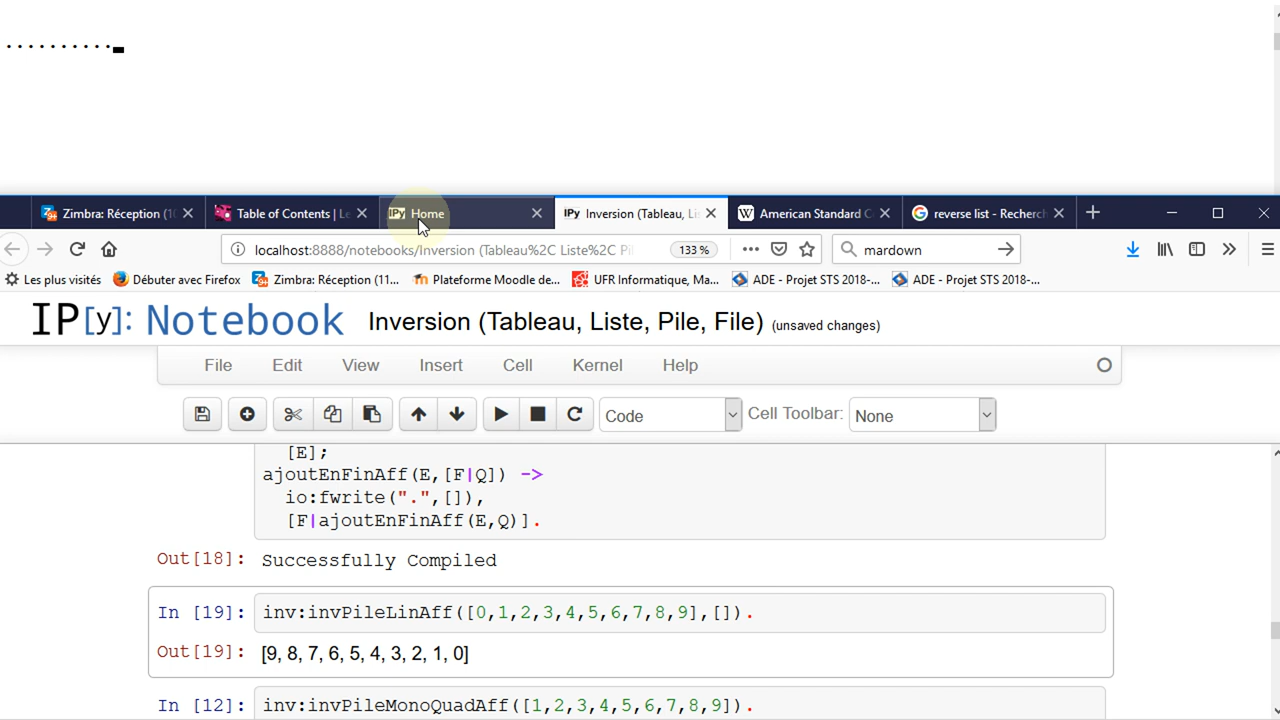 ..........
Zimbra: Réception (1
Table of Contents | Le
IPy Home
IPy Inversion (Tableau, Li
W American Standard C
reverse list - Recherch
localhost:8888/notebooks/Inversion (Tableau%2C Liste%2C Pi
133 %
mardown
Les plus visités
Débuter avec Firefox
Zimbra: Réception (11...
Plateforme Moodle de...
UFR Informatique, Ma...
ADE - Projet STS 2018-...
ADE - Projet STS 2018-...
IP[y]: Notebook
Inversion (Tableau, Liste, Pile, File) (unsaved changes)
File Edit View Insert Cell Kernel Help
Code
Cell Toolbar: None
[E];
ajoutEnFinAff(E,[F|Q]) ->
io:fwrite(".",[]),
[F|ajoutEnFinAff(E,Q)].
Out[18]: Successfully Compiled
In [19]: inv:invPileLinAff([0,1,2,3,4,5,6,7,8,9],[]).
Out[19]: [9, 8, 7, 6, 5, 4, 3, 2, 1, 0]
In [12]: inv:invPileMonoQuadAff([1,2,3,4,5,6,7,8,9]).